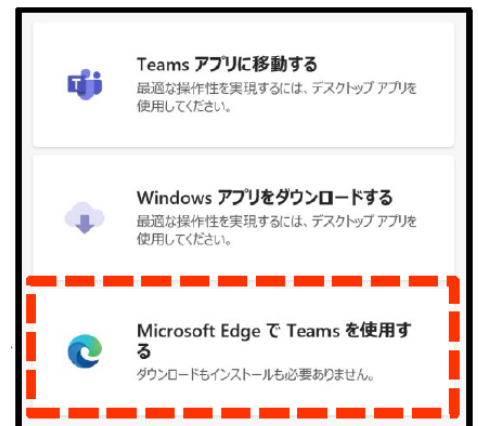 Teams アプリに移動する
最適な操作性を実現するには、デスクトップ アプリを
使用してください。
Windows アプリをダウンロードする
最適な操作性を実現するには、デスクトップ アプリを
使用してください。
Microsoft Edge で Teams を使用す
る
ダウンロードもインストールも必要ありません。